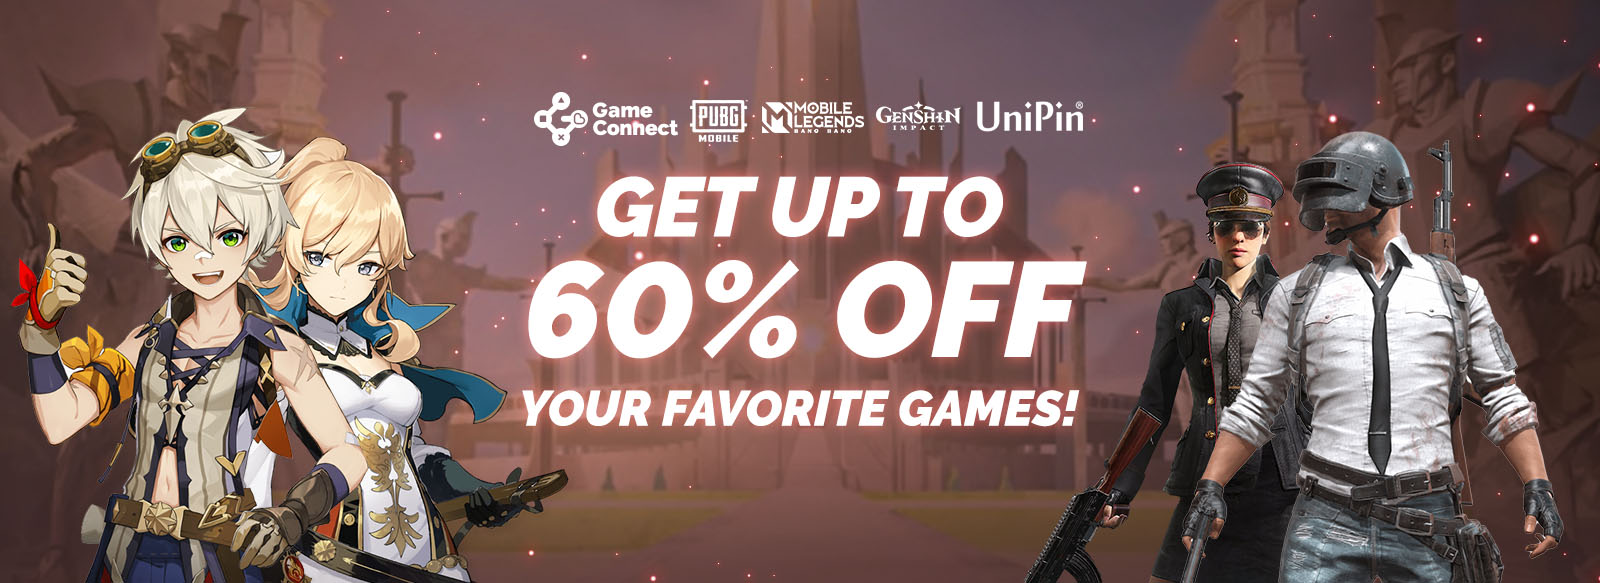 Game Connect
PUBG MOBILE
MOBILE LEGENDS BANG BANG
GENSHIN IMPACT
UniPin®
GET UP TO
60% OFF
YOUR FAVORITE GAMES!